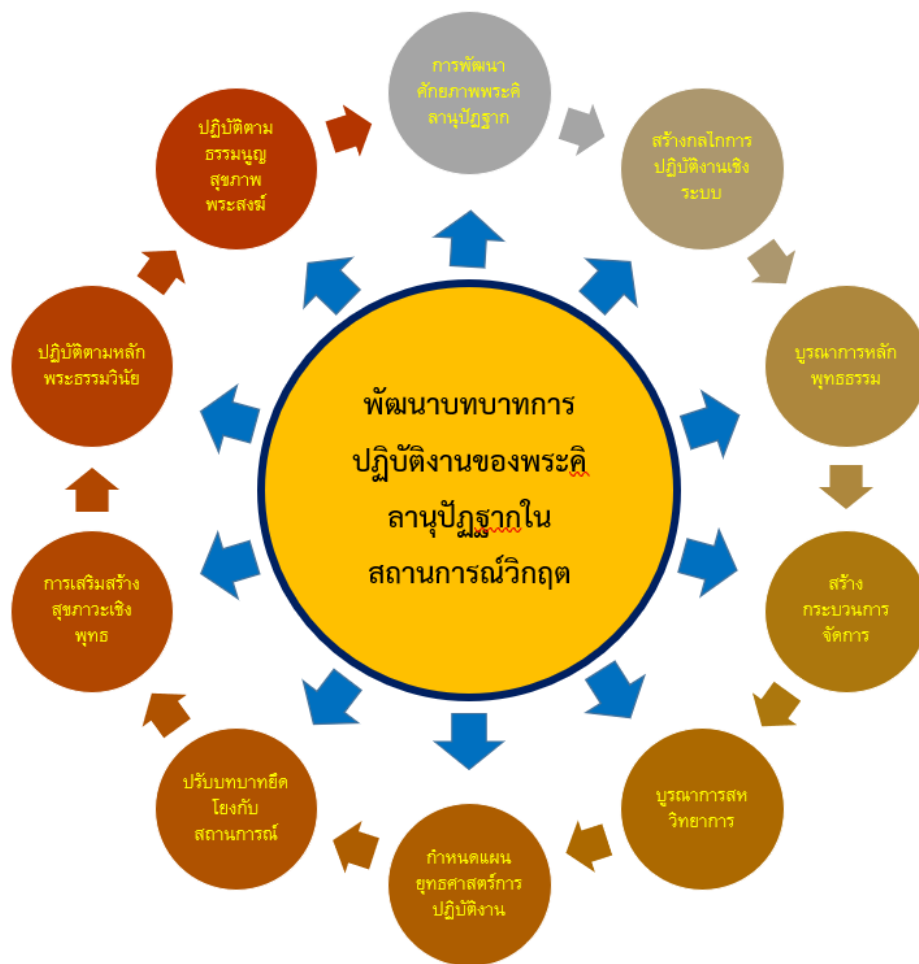 การพัฒนา
ศักยภาพพระคิ
ลานุปัฏฐาก
สร้างกลไกการ
ปฏิบัติงานเชิง
ระบบ
บูรณาการหลัก
พุทธธรรม
สร้าง
กระบวนการ
จัดการ
บูรณาการสห
วิทยาการ
กำหนดแผน
ยุทธศาสตร์การ
ปฏิบัติงาน
ปรับบทบาทยึด
โยงกับ
สถานการณ์
การเสริมสร้าง
สุขภาวะเชิง
พุทธ
ปฏิบัติตามหลัก
พระธรรมวินัย
ปฏิบัติตาม
ธรรมนูญ
สุขภาพ
พระสงฆ์
พัฒนาบทบาทการ
ปฏิบัติงานของพระคิ
ลานุปัฏฐากใน
สถานการณ์วิกฤต